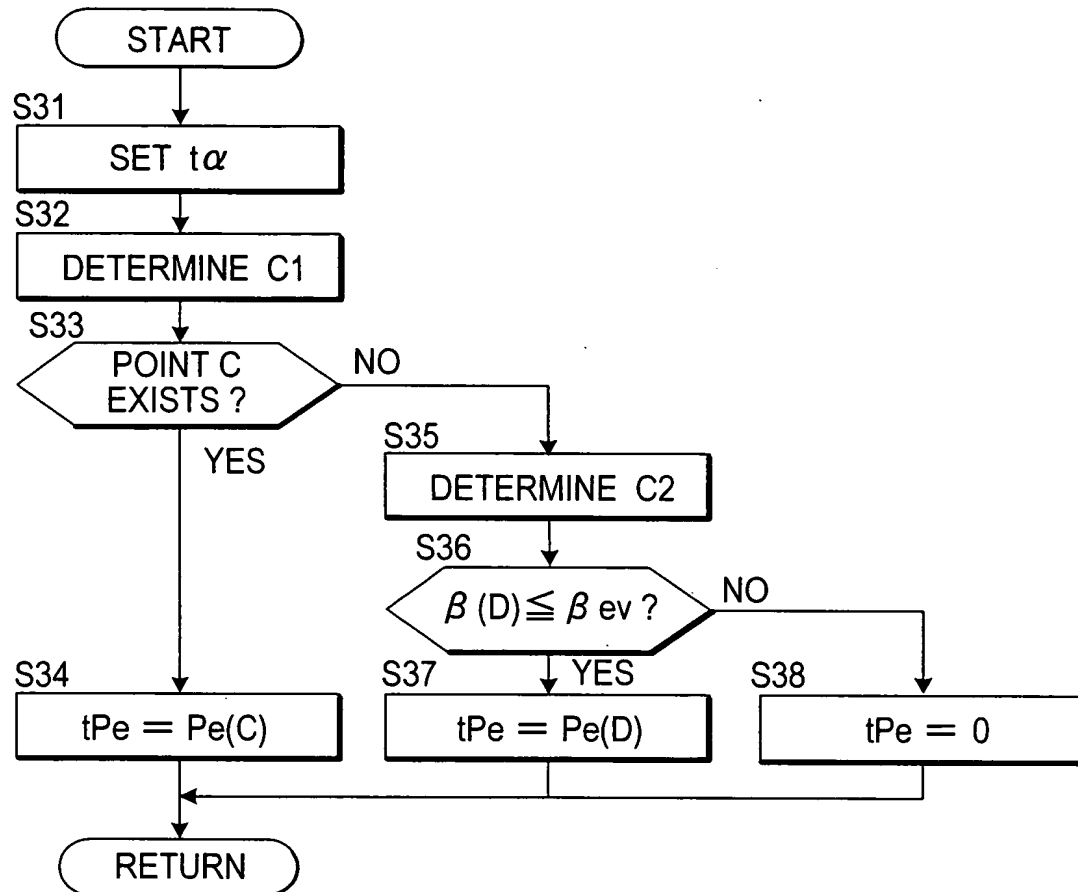 START
S31
SET tα
S32
DETERMINE C1
S33
POINT C
EXISTS ?
NO
YES
S35
DETERMINE C2
S36
β (D) ≦ β ev ?
NO
YES
S34
tPe = Pe(C)
S37
tPe = Pe(D)
S38
tPe = 0
RETURN